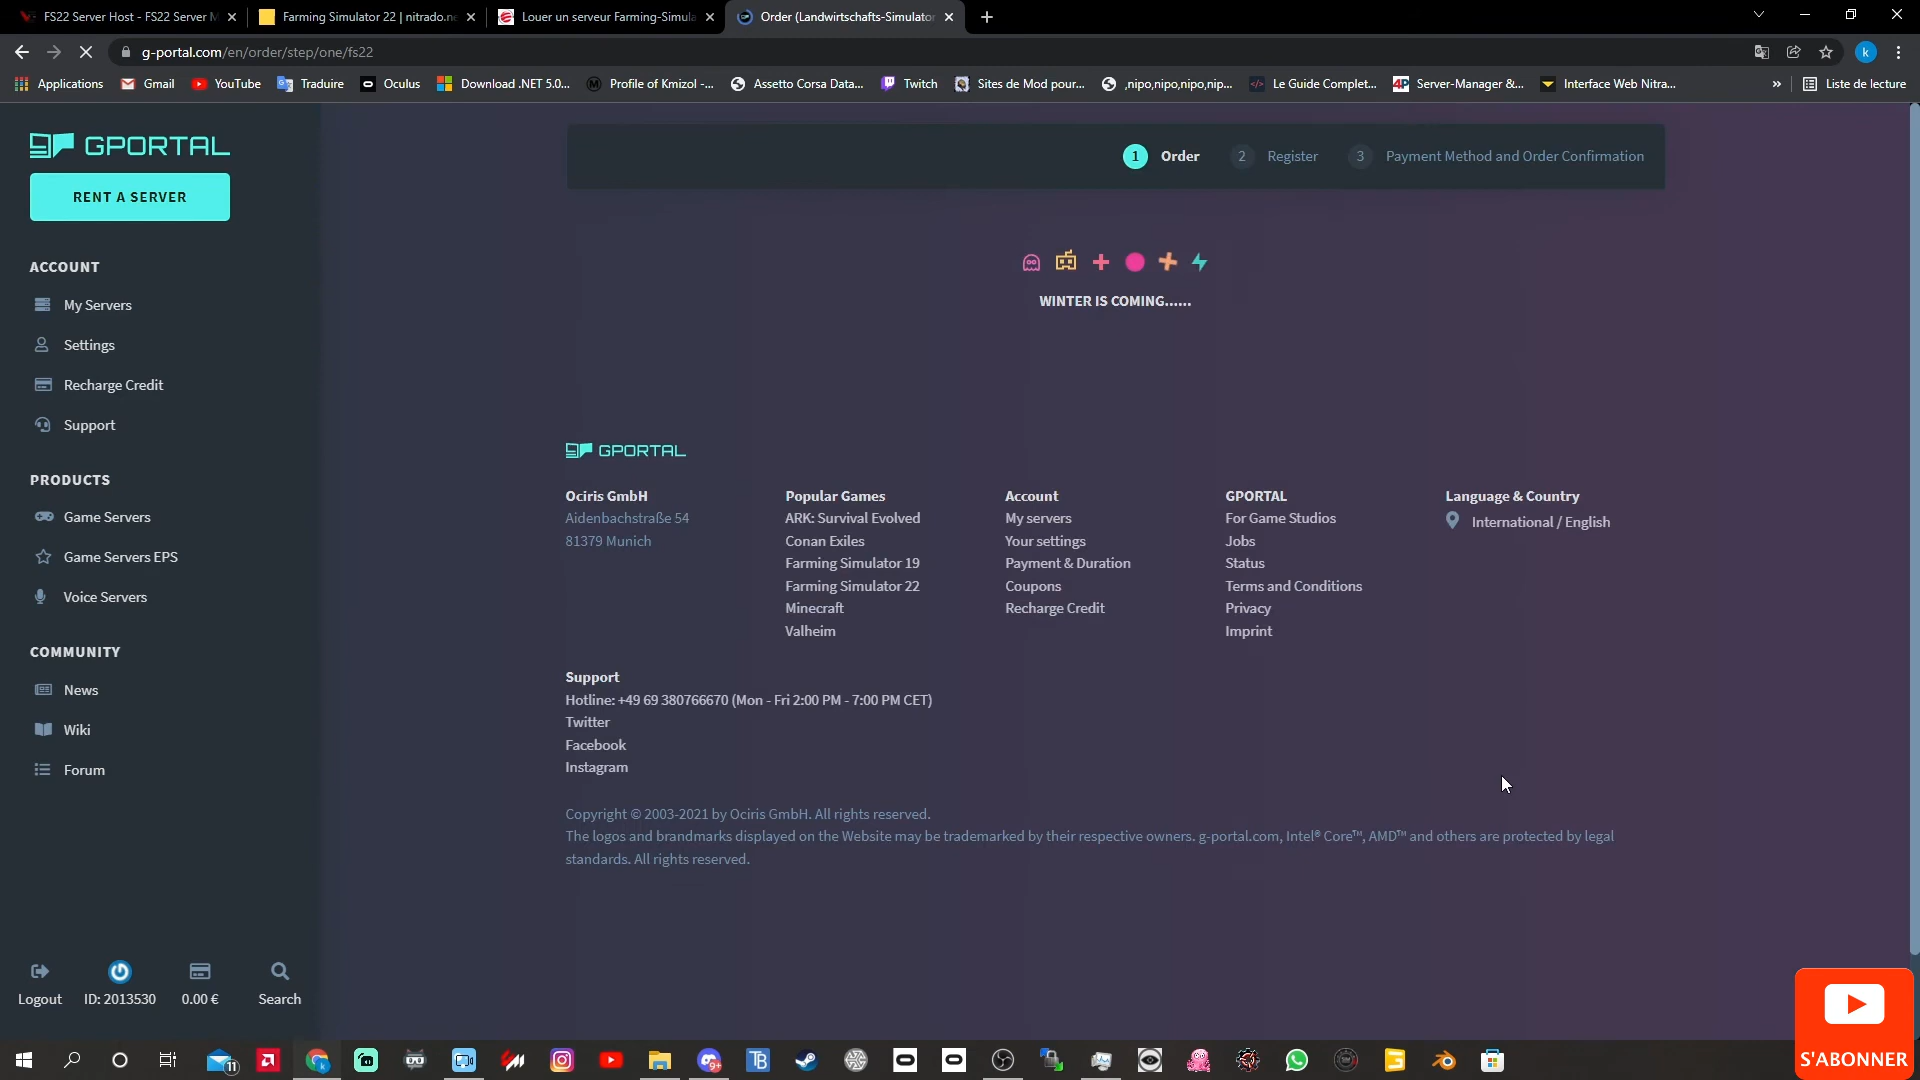 FS22 Server Host - FS22 Server M
Farming Simulator 22 | nitrado.ne
Louer un serveur Farming-Simula
Order (Landwirtschafts-Simulator
g-portal.com/en/order/step/one/fs22
k
Applications
Gmail
YouTube
Traduire
Oculus
Download .NET 5.0...
Profile of Kmizol -...
Assetto Corsa Data...
Twitch
Sites de Mod pour...
,nipo,nipo,nipo,nip...
Le Guide Complet...
Server-Manager &...
Interface Web Nitra...
»
Liste de lecture
GPORTAL
RENT A SERVER
ACCOUNT
My Servers
Settings
Recharge Credit
Support
PRODUCTS
Game Servers
Game Servers EPS
Voice Servers
COMMUNITY
News
Wiki
Forum
Logout
ID: 2013530
0.00 €
Search
1 Order
2 Register
3 Payment Method and Order Confirmation
WINTER IS COMING......
GPORTAL
Ociris GmbH
Aidenbachstraße 54
81379 Munich
Popular Games
ARK: Survival Evolved
Conan Exiles
Farming Simulator 19
Farming Simulator 22
Minecraft
Valheim
Account
My servers
Your settings
Payment & Duration
Coupons
Recharge Credit
GPORTAL
For Game Studios
Jobs
Status
Terms and Conditions
Privacy
Imprint
Language & Country
International / English
Support
Hotline: +49 69 380766670 (Mon - Fri 2:00 PM - 7:00 PM CET)
Twitter
Facebook
Instagram
Copyright © 2003-2021 by Ociris GmbH. All rights reserved.
The logos and brandmarks displayed on the Website may be trademarked by their respective owners. g-portal.com, Intel® Core™, AMD™ and others are protected by legal
standards. All rights reserved.
11
9+
TB
S'ABONNER